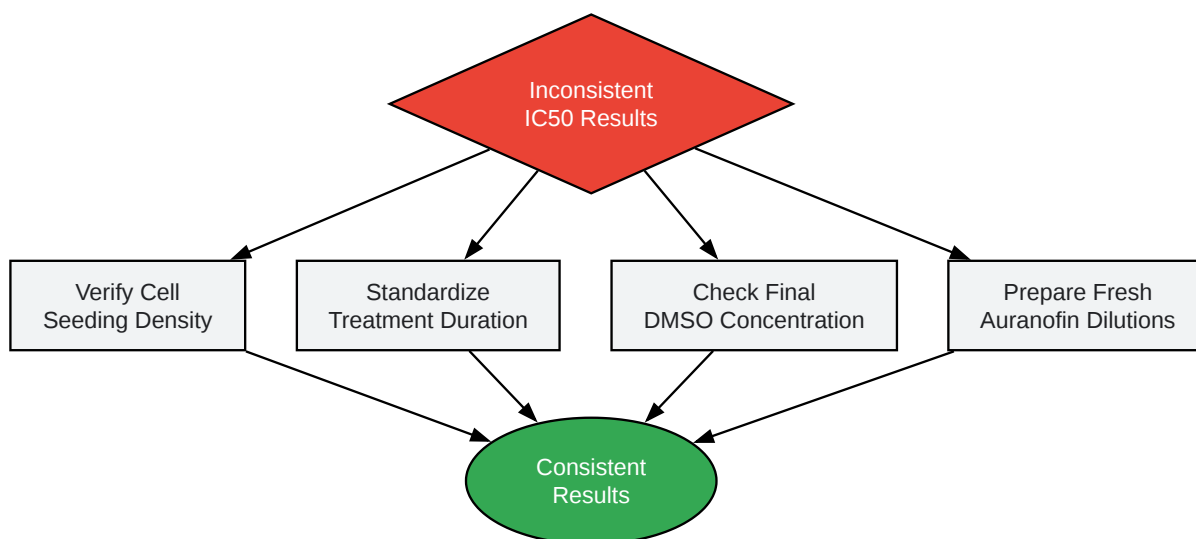 Inconsistent
IC50 Results
Verify Cell
Seeding Density
Standardize
Treatment Duration
Check Final
DMSO Concentration
Prepare Fresh
Auranofin Dilutions
Consistent
Results